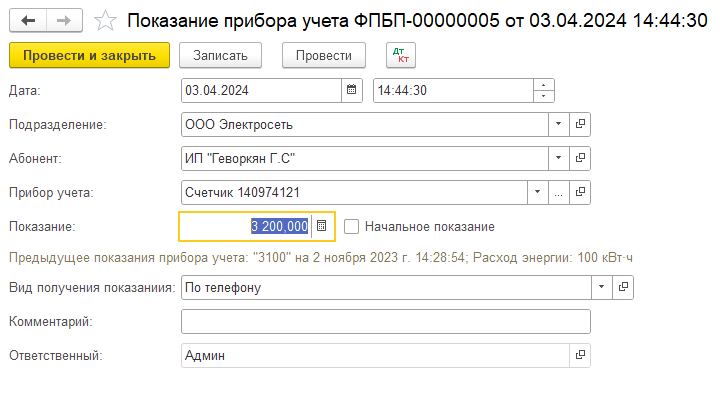 Показание прибора учета ФПБП-00000005 от 03.04.2024 14:44:30
Провести и закрыть Записать Провести Дт Кт
Дата: 03.04.2024 14:44:30
Подразделение: ООО Электросеть
Абонент: ИП "Геворкян Г.С"
Прибор учета: Счетчик 140974121 ...
Показание: 3 200,000 Начальное показание
Предыдущее показания прибора учета: "3100" на 2 ноября 2023 г. 14:28:54; Расход энергии: 100 кВт·ч
Вид получения показаниия: По телефону
Комментарий:
Ответственный: Админ